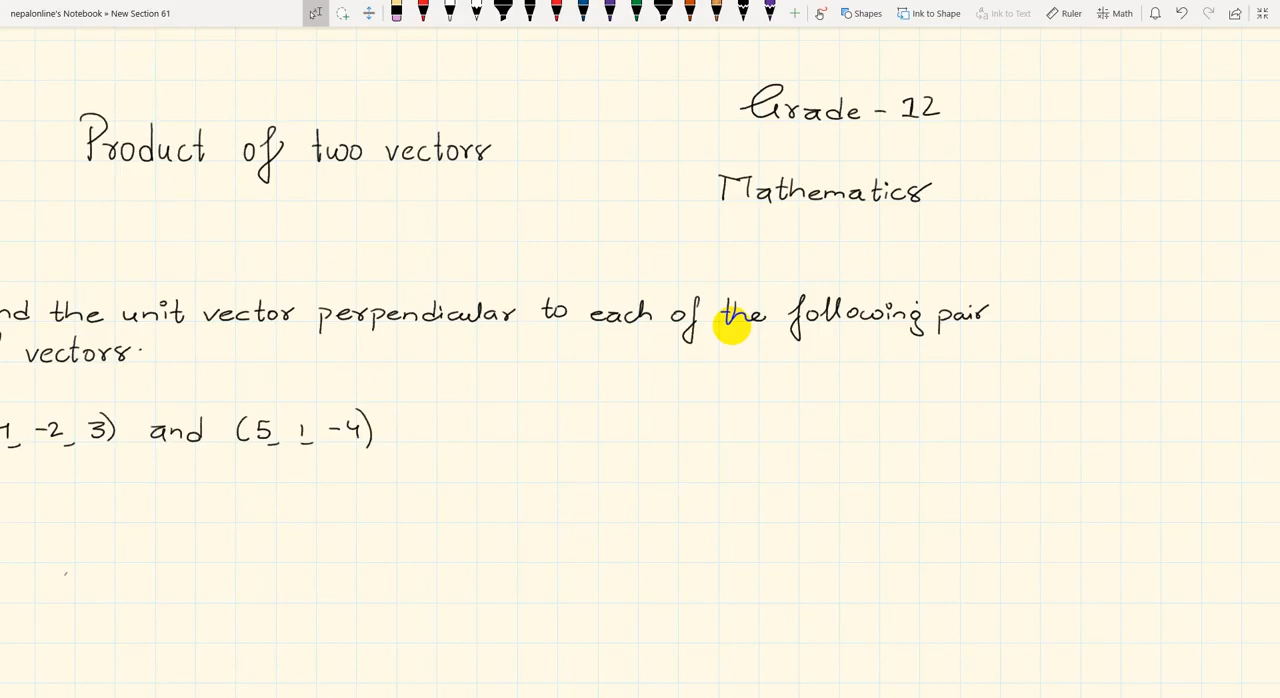 nepalonline's Notebook » New Section 61
Shapes Ink to Shape Ink to Text Ruler Math
Grade - 12
Product of two vectors
Mathematics
nd the unit vector perpendicular to each of the following pair
vectors.
, -2, 3) and (5, 1, -4)